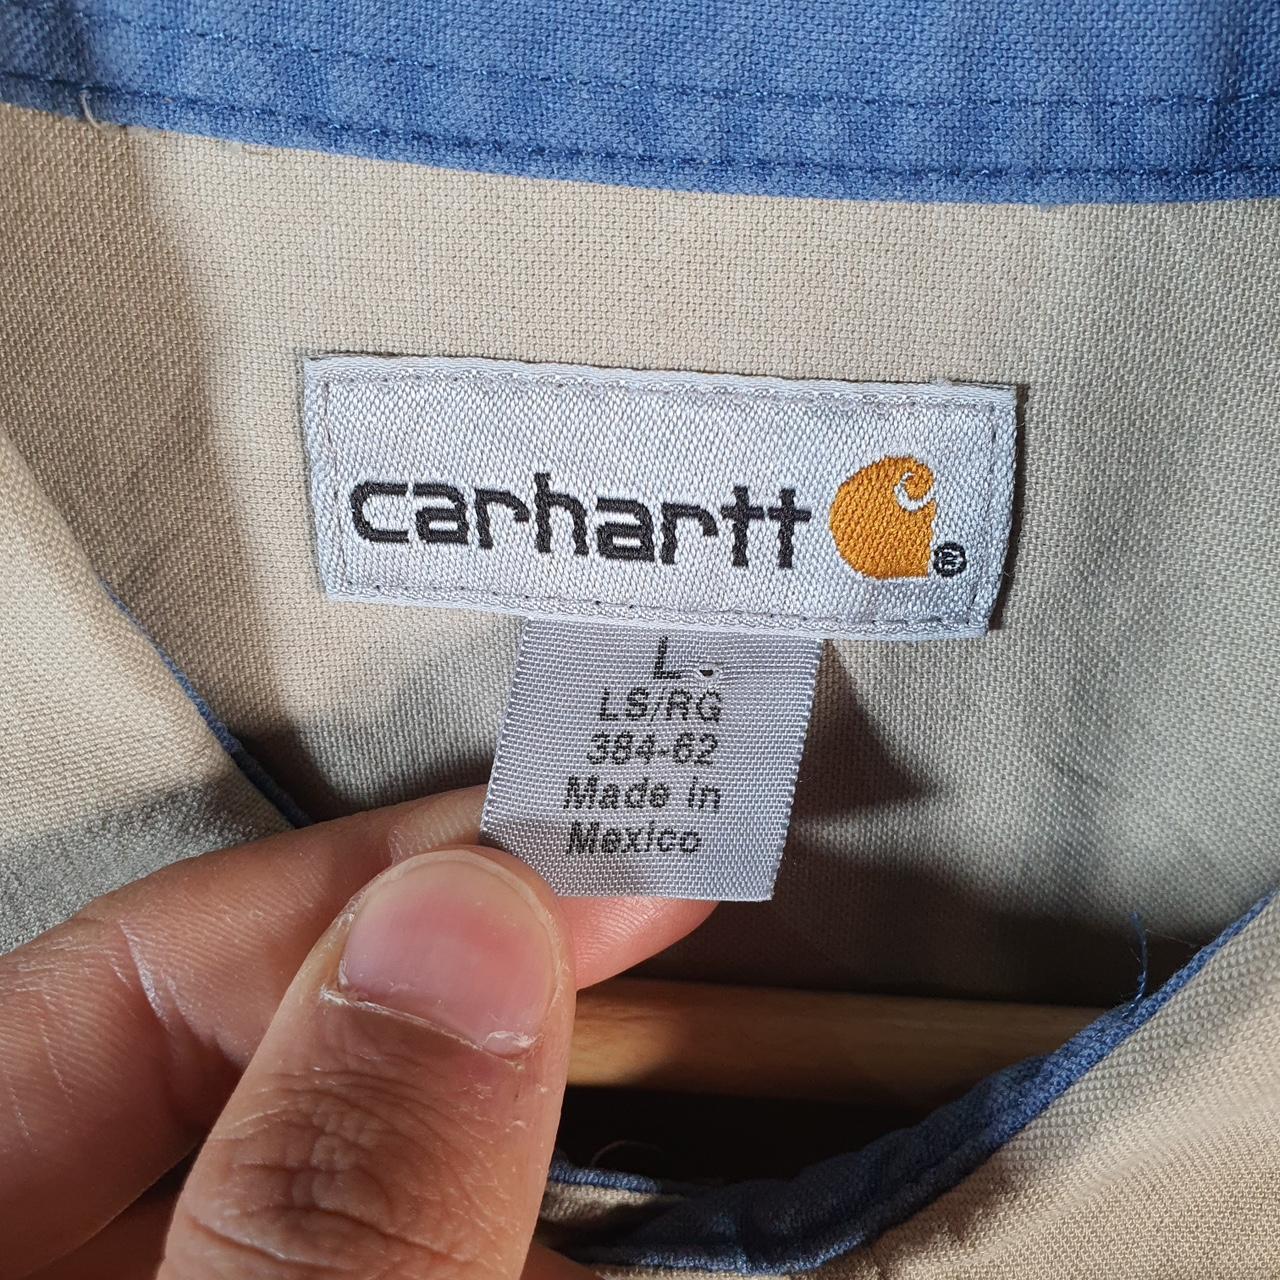 carhartt ®
L
LS/RG
384-62
Made in
Mexico